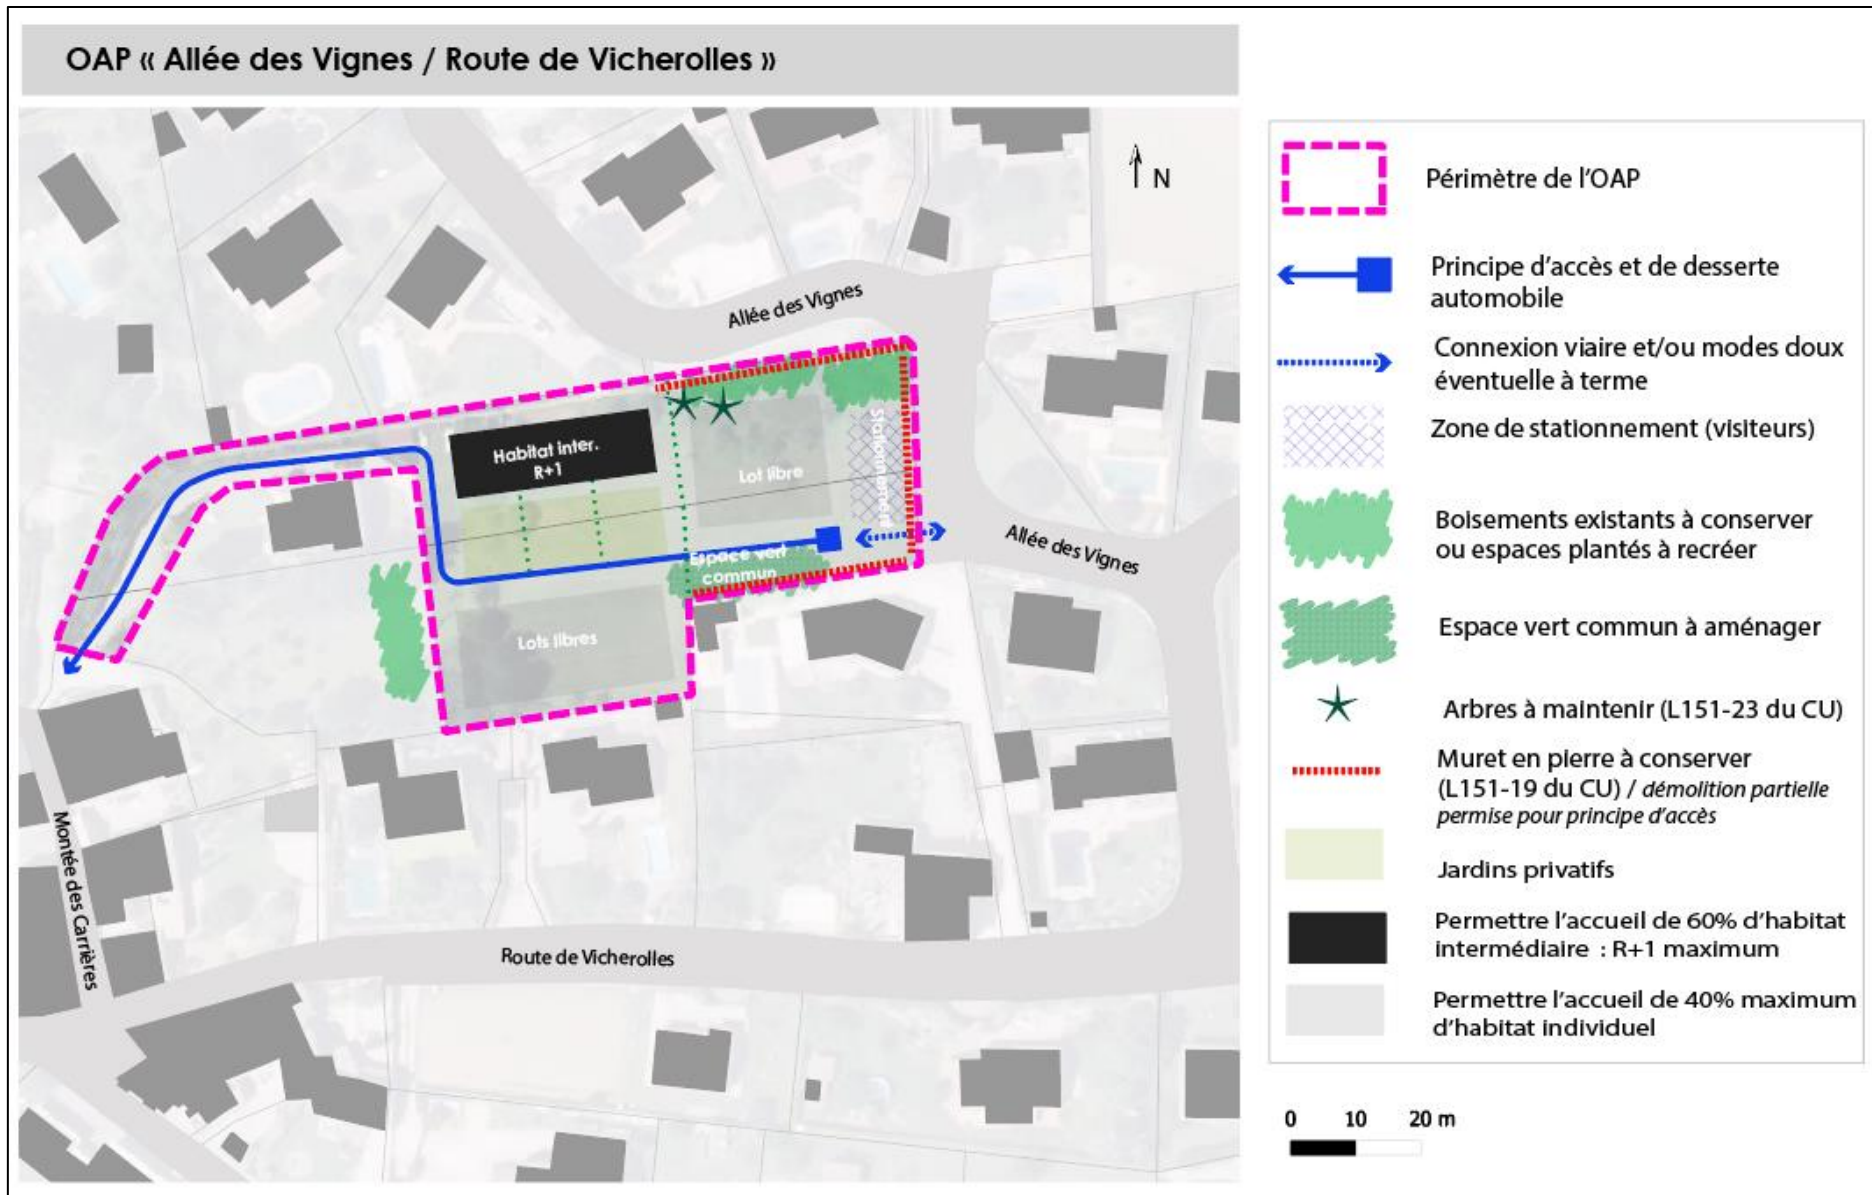 OAP « Allée des Vignes / Route de Vicherolles »
N
Allée des Vignes
Habitat inter.
R+1
Lot libre
Stationnement
Espace vert
commun
Allée des Vignes
Lots libres
Montée des Carrières
Route de Vicherolles
Périmètre de l'OAP
Principe d'accès et de desserte
automobile
Connexion viaire et/ou modes doux
éventuelle à terme
Zone de stationnement (visiteurs)
Boisements existants à conserver
ou espaces plantés à recréer
Espace vert commun à aménager
Arbres à maintenir (L151-23 du CU)
Muret en pierre à conserver
(L151-19 du CU) / démolition partielle
permise pour principe d'accès
Jardins privatifs
Permettre l'accueil de 60% d'habitat
intermédiaire : R+1 maximum
Permettre l'accueil de 40% maximum
d'habitat individuel
0 10 20 m